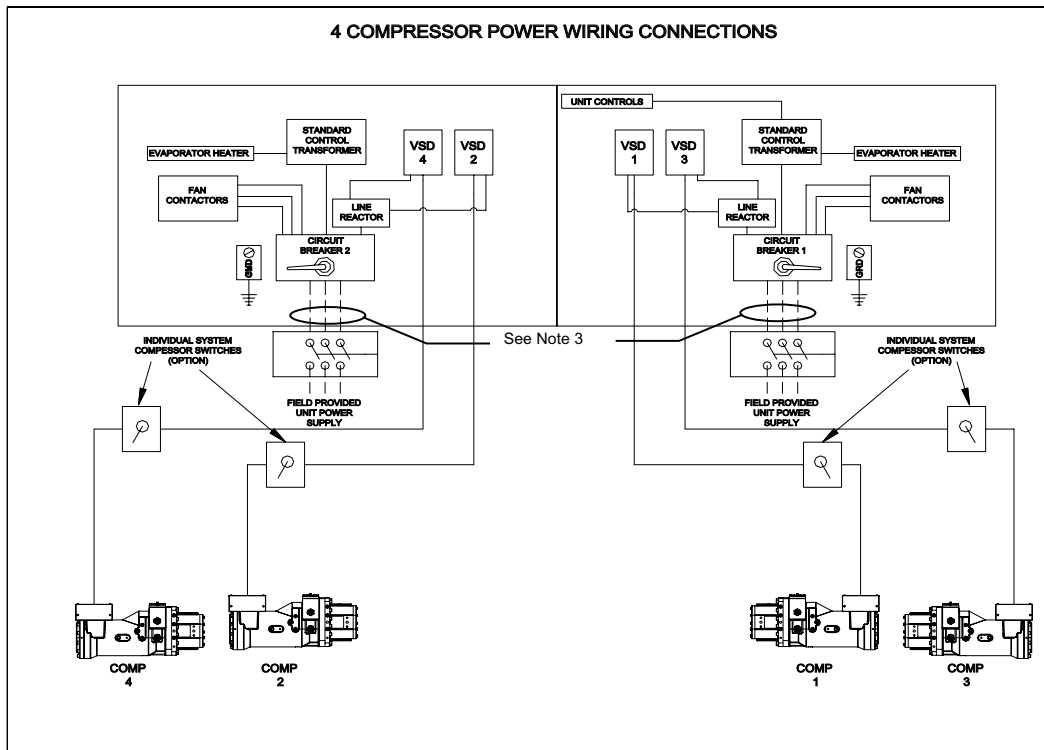 4 COMPRESSOR POWER WIRING CONNECTIONS
EVAPORATOR HEATER
STANDARD
CONTROL
TRANSFORMER
VSD
4
VSD
2
FAN
CONTACTORS
LINE
REACTOR
CIRCUIT
BREAKER 2
GMD
UNIT CONTROLS
VSD
1
VSD
3
STANDARD
CONTROL
TRANSFORMER
EVAPORATOR HEATER
LINE
REACTOR
FAN
CONTACTORS
CIRCUIT
BREAKER 1
GRD
See Note 3
INDIVIDUAL SYSTEM
COMPESSOR SWITCHES
(OPTION)
FIELD PROVIDED
UNIT POWER
SUPPLY
FIELD PROVIDED
UNIT POWER
SUPPLY
INDIVIDUAL SYSTEM
COMPESSOR SWITCHES
(OPTION)
COMP
4
COMP
2
COMP
1
COMP
3